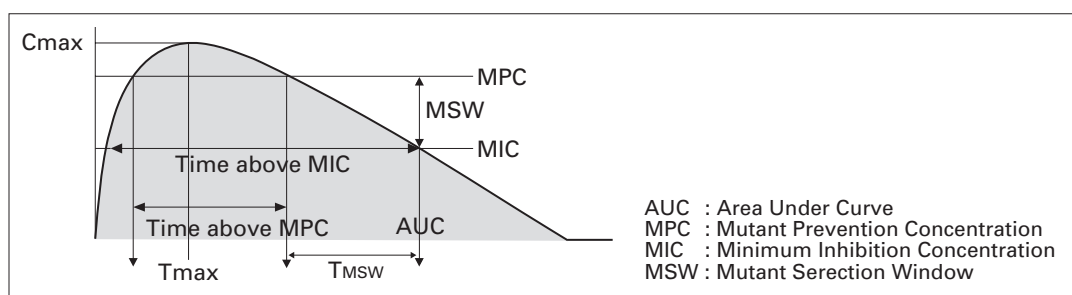 Cmax
MPC
MSW
MIC
Time above MIC
Time above MPC
AUC
Tmax
TMSW
AUC : Area Under Curve
MPC : Mutant Prevention Concentration
MIC : Minimum Inhibition Concentration
MSW : Mutant Serection Window